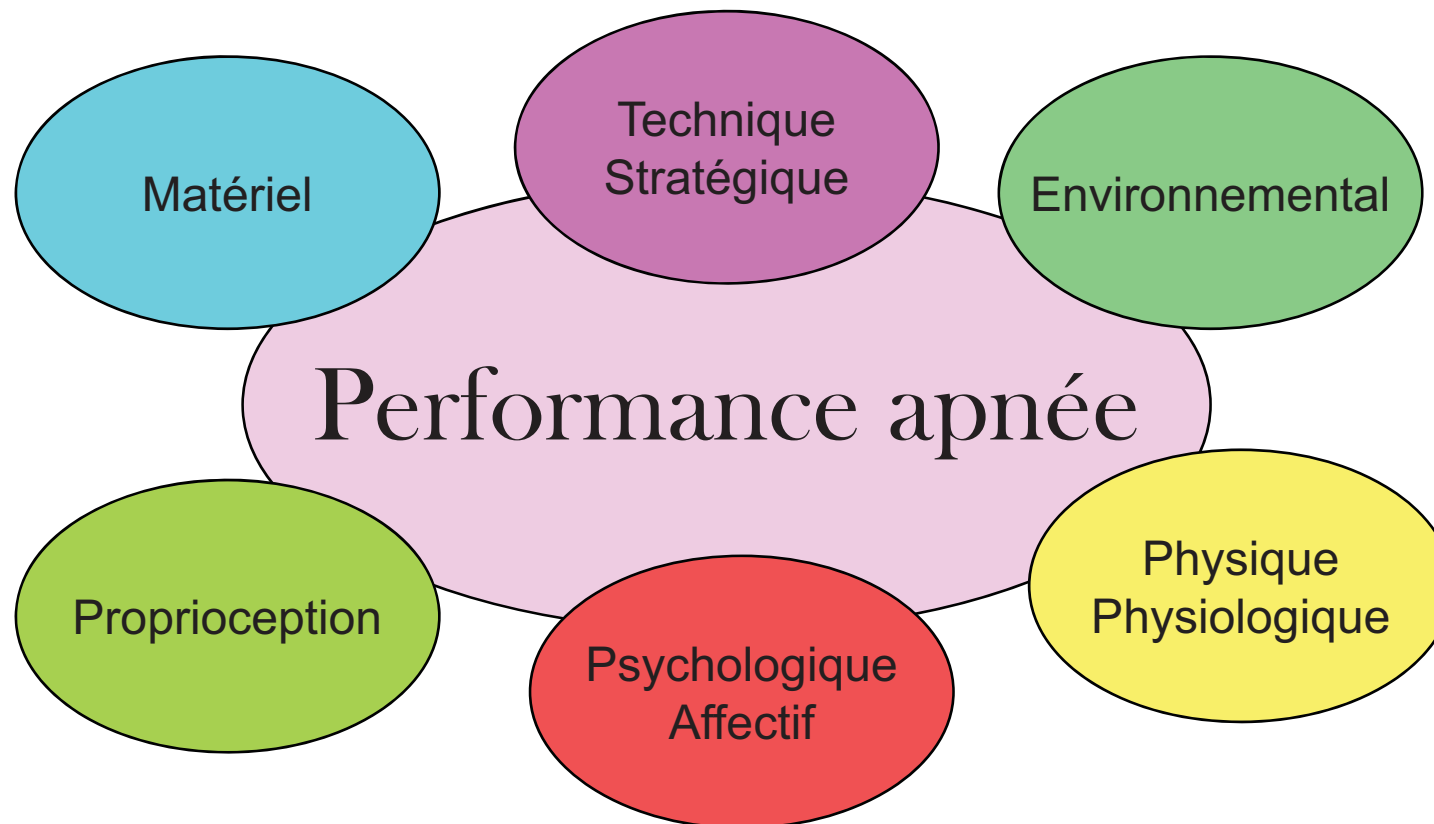 Technique
Stratégique
Matériel
Environnemental
Performance apnée
Proprioception
Physique
Physiologique
Psychologique
Affectif